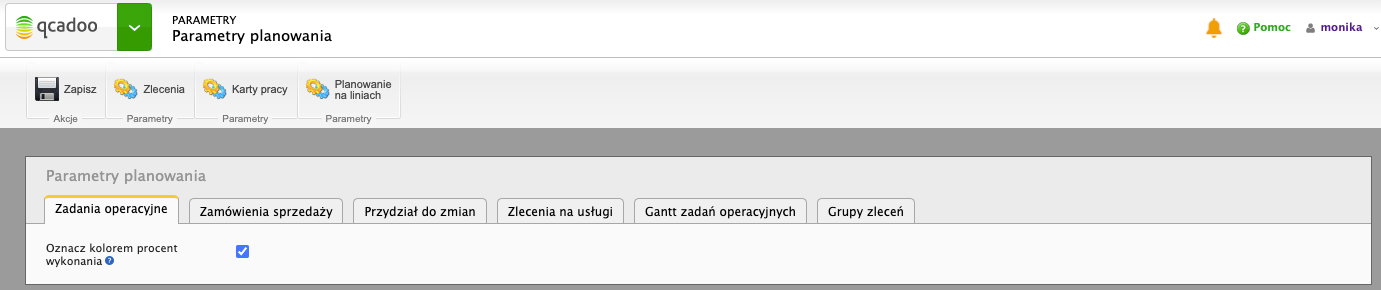 qcadoo
PARAMETRY
Parametry planowania
Pomoc
monika
Zapisz
Zlecenia
Karty pracy
Planowanie
na liniach
Akcje
Parametry
Parametry
Parametry
Parametry planowania
Zadania operacyjne
Zamówienia sprzedaży
Przydział do zmian
Zlecenia na usługi
Gantt zadań operacyjnych
Grupy zleceń
Oznacz kolorem procent
wykonania